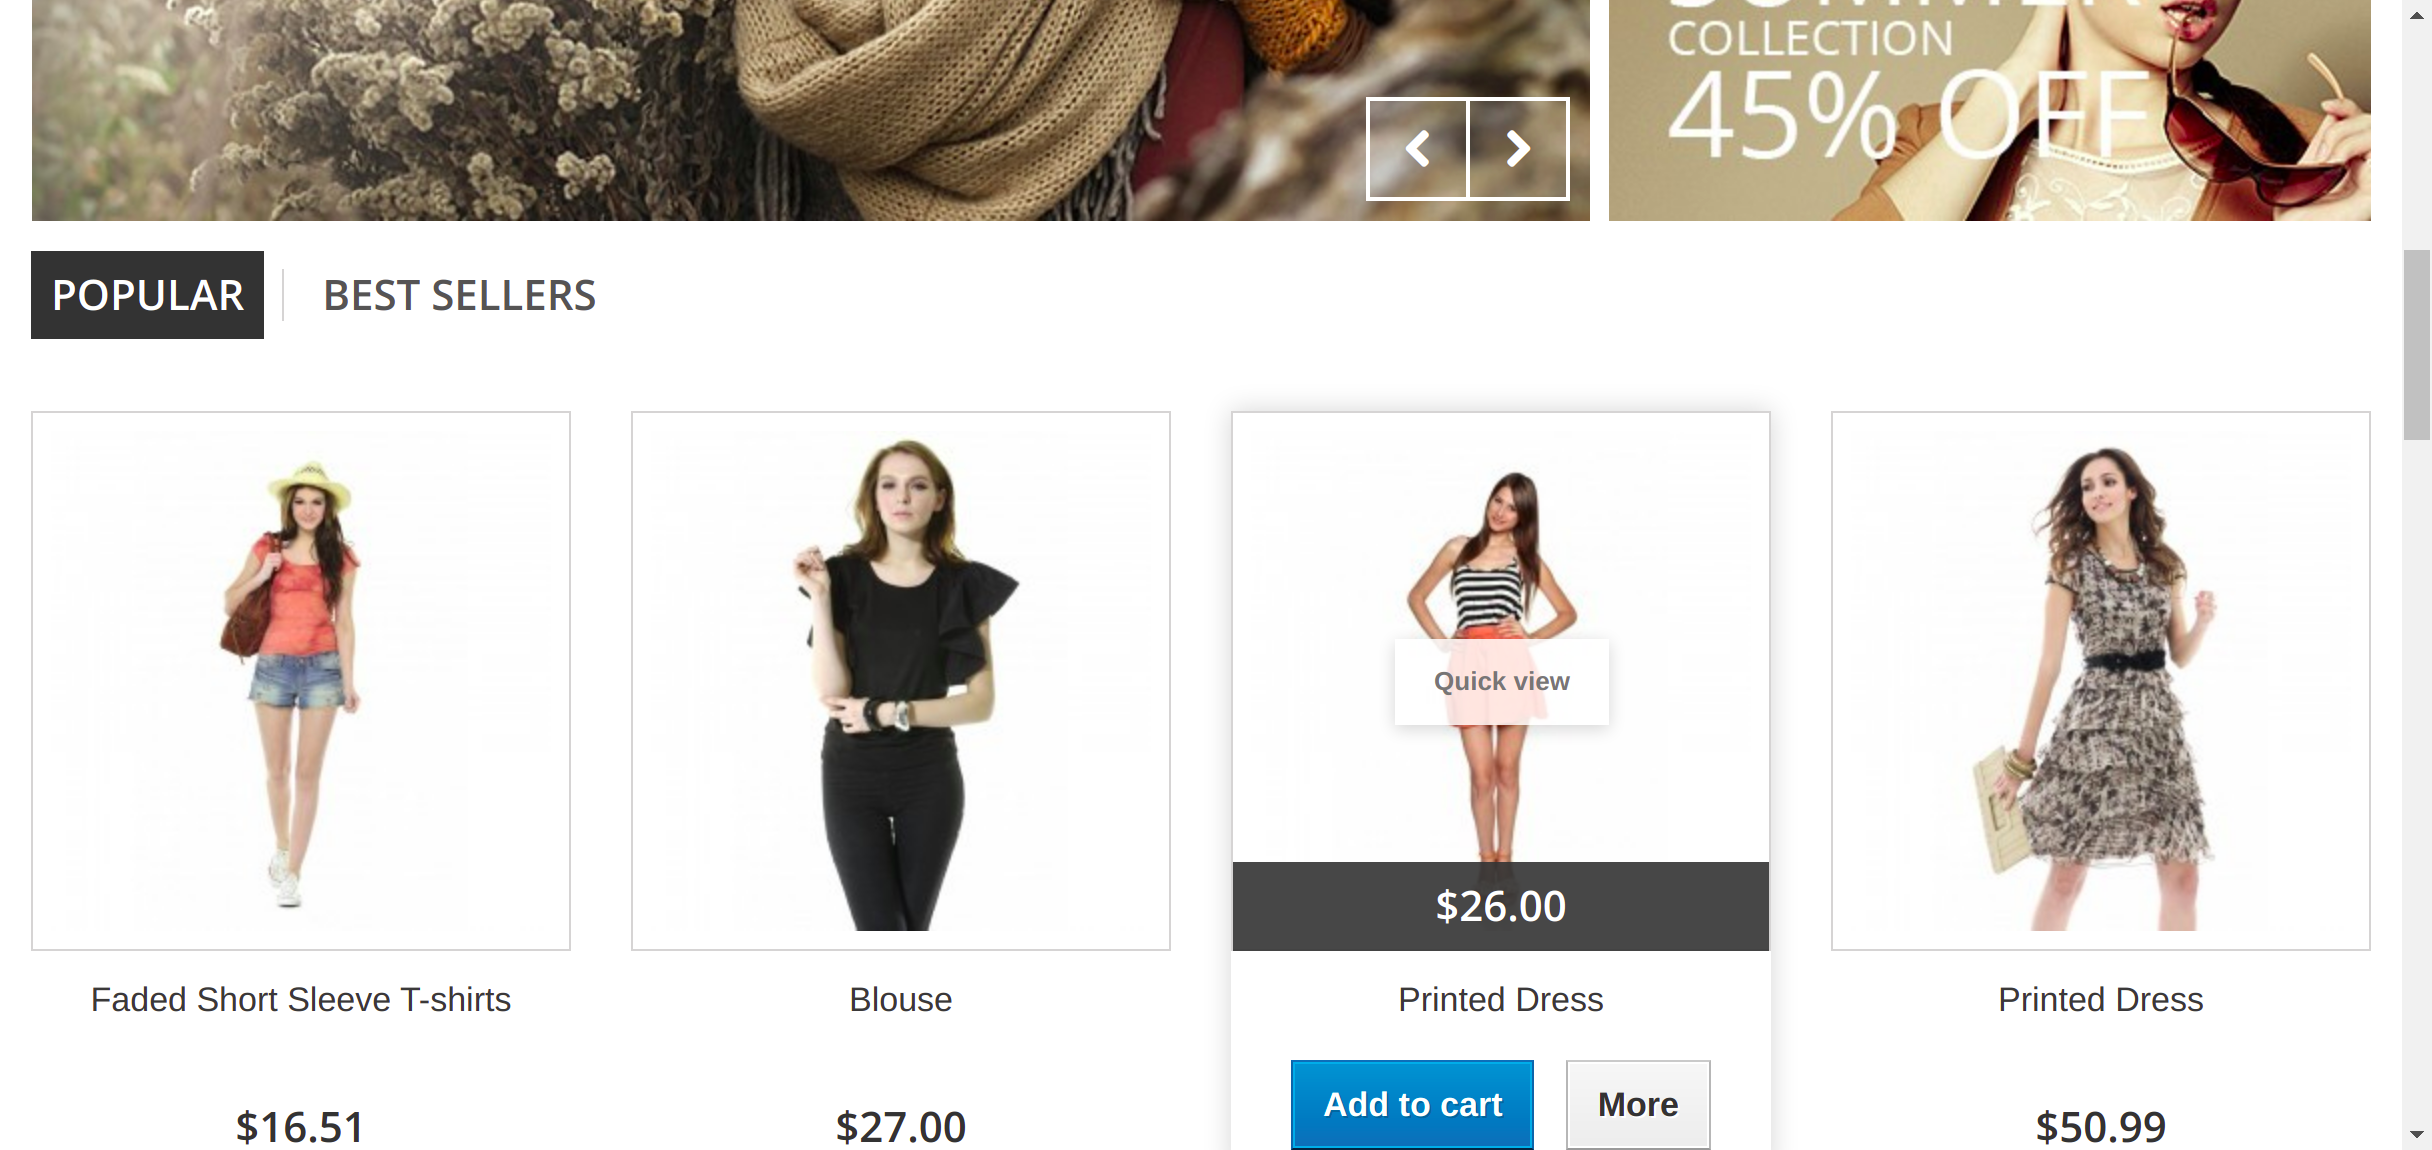 SUMMER
COLLECTION
45% OFF
POPULAR
BEST SELLERS
Quick view
$26.00
Faded Short Sleeve T-shirts
Blouse
Printed Dress
Printed Dress
Add to cart
More
$16.51
$27.00
$50.99